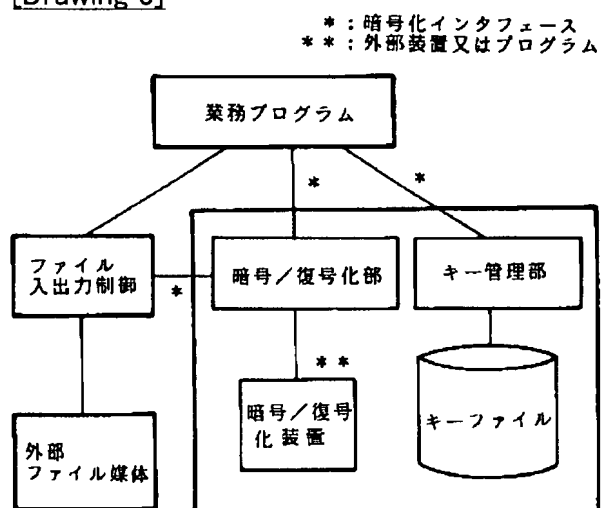 [Drawing 6]
*:暗号化インタフェース
**:外部装置又はプログラム
業務プログラム
*
*
ファイル
入出力制御
*
暗号/復号化部
キー管理部
**
暗号/復号
化装置
キーファイル
外部
ファイル媒体